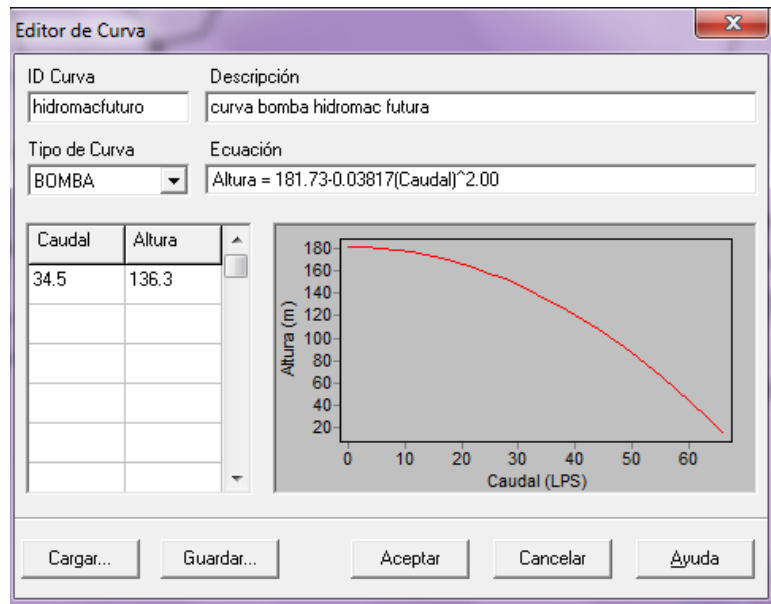 Editor de Curva
ID Curva Descripción
hidromacfuturo curva bomba hidromac futura
Tipo de Curva Ecuación
BOMBA Altura = 181.73-0.03817(Caudal)^2.00
Caudal Altura
34.5 136.3
Altura (m)
180
160
140
120
100
80
60
40
20
0 10 20 30 40 50 60
Caudal (LPS)
Cargar... Guardar... Aceptar Cancelar Ayuda